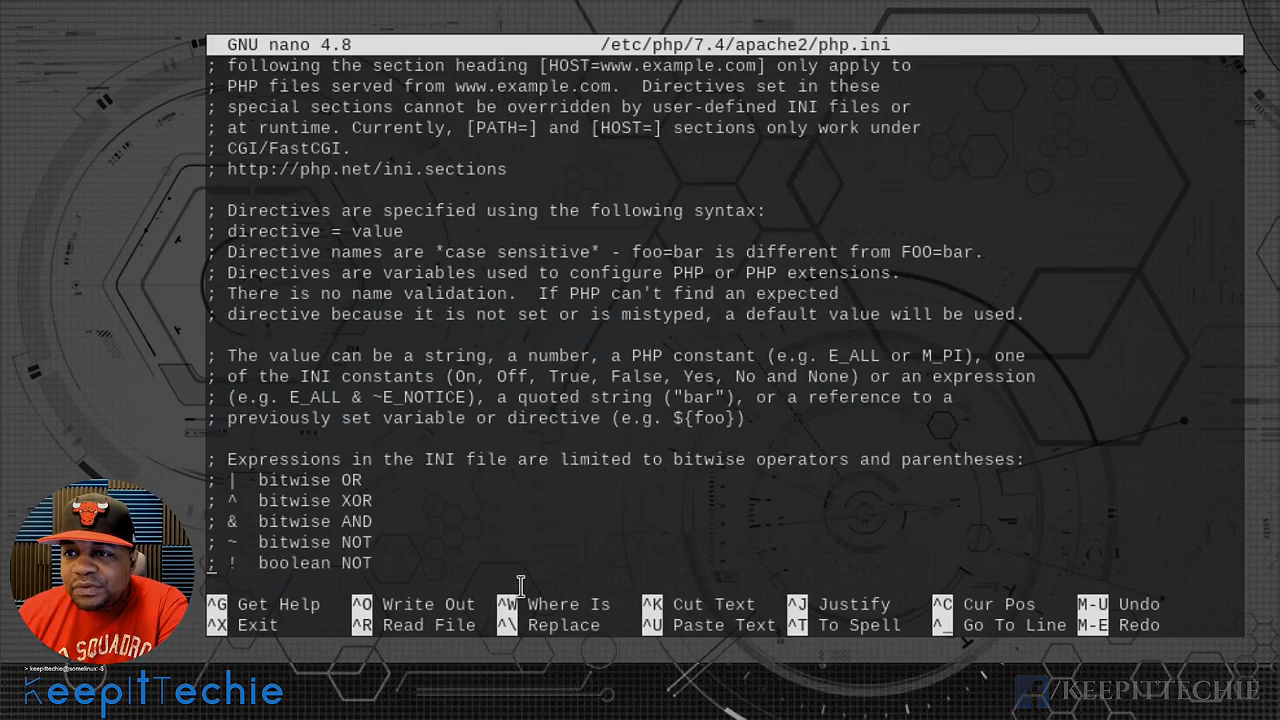 GNU nano 4.8 /etc/php/7.4/apache2/php.ini
; following the section heading [HOST=www.example.com] only apply to
; PHP files served from www.example.com.  Directives set in these
; special sections cannot be overridden by user-defined INI files or
; at runtime. Currently, [PATH=] and [HOST=] sections only work under
; CGI/FastCGI.
; http://php.net/ini.sections
; Directives are specified using the following syntax:
; directive = value
; Directive names are *case sensitive* - foo=bar is different from FOO=bar.
; Directives are variables used to configure PHP or PHP extensions.
; There is no name validation.  If PHP can't find an expected
; directive because it is not set or is mistyped, a default value will be used.
; The value can be a string, a number, a PHP constant (e.g. E_ALL or M_PI), one
; of the INI constants (On, Off, True, False, Yes, No and None) or an expression
; (e.g. E_ALL & ~E_NOTICE), a quoted string ("bar"), or a reference to a
; previously set variable or directive (e.g. ${foo})
; Expressions in the INI file are limited to bitwise operators and parentheses:
; |  bitwise OR
; ^  bitwise XOR
; &  bitwise AND
; ~  bitwise NOT
; !  boolean NOT
^G Get Help ^O Write Out ^W Where Is ^K Cut Text ^J Justify ^C Cur Pos M-U Undo
^X Exit ^R Read File ^\ Replace ^U Paste Text ^T To Spell ^_ Go To Line M-E Redo
SQUADRO
> keepittechie@somelinux:-$
KeepItTechie
/KEEPITTECHIE